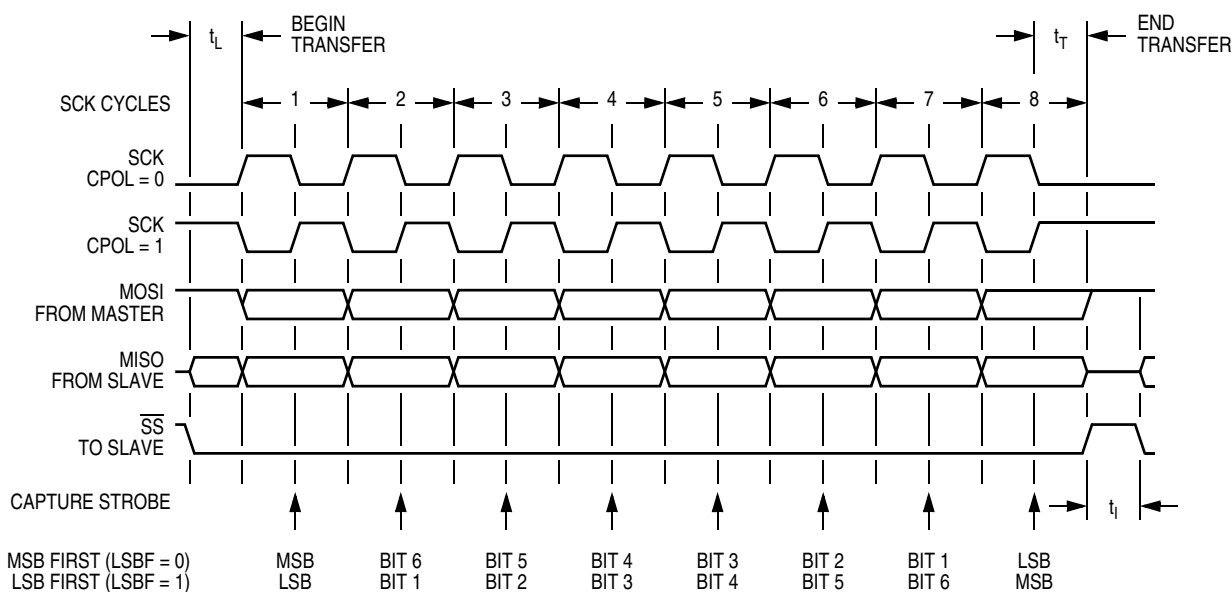 BEGIN
TRANSFER
END
TRANSFER
tL
tT
SCK CYCLES
1 2 3 4 5 6 7 8
SCK
CPOL = 0
SCK
CPOL = 1
MOSI
FROM MASTER
MISO
FROM SLAVE
SS
TO SLAVE
CAPTURE STROBE
tI
MSB FIRST (LSBF = 0) MSB BIT 6 BIT 5 BIT 4 BIT 3 BIT 2 BIT 1 LSB
LSB FIRST (LSBF = 1) LSB BIT 1 BIT 2 BIT 3 BIT 4 BIT 5 BIT 6 MSB